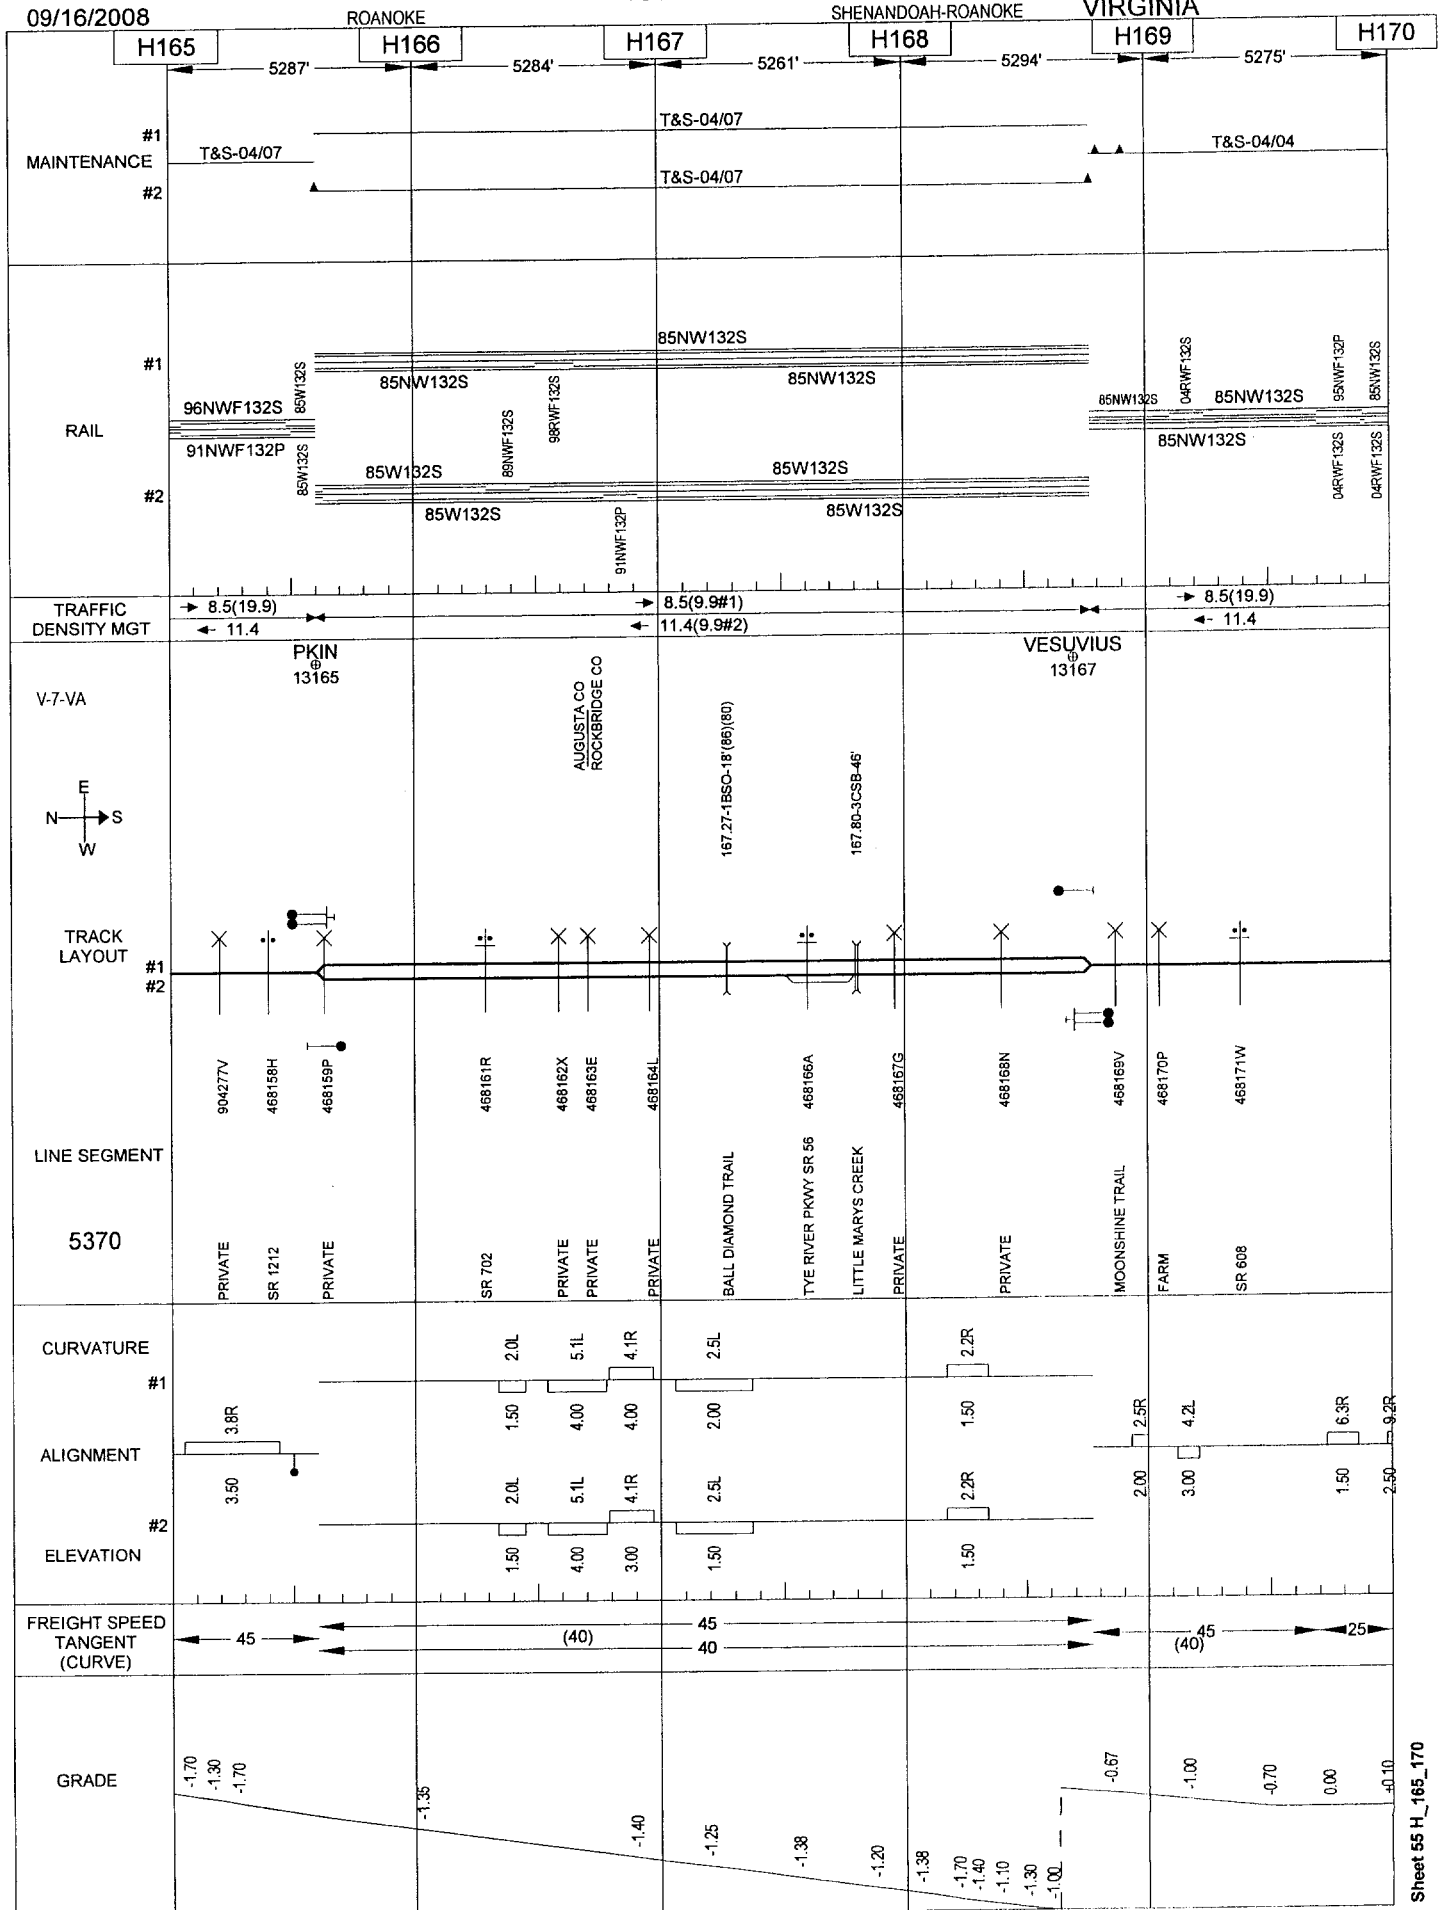 09/16/2008
ROANOKE
SHENANDOAH-ROANOKE
VIRGINIA
H165
H166
H167
H168
H169
H170
5287'
5284'
5261'
5294'
5275'
MAINTENANCE
#1
#2
T&S-04/07
T&S-04/07
T&S-04/07
T&S-04/04
RAIL
#1
#2
96NWF132S
91NWF132P
85W132S
85W132S
85NW132S
85NW132S
85NW132S
98RWF132S
89NWF132S
85W132S
85W132S
85W132S
85W132S
91NWF132P
85NW132S
04RWF132S
85NW132S
85NW132S
95NWF132P
85NW132S
04RWF132S
04RWF132S
TRAFFIC
DENSITY MGT
8.5(19.9)
11.4
8.5(9.9#1)
11.4(9.9#2)
8.5(19.9)
11.4
PKIN
13165
VESUVIUS
13167
V-7-VA
AUGUSTA CO
ROCKBRIDGE CO
167.27-1BSO-18'(86)(80)
167.80-3CSB-46'
E
N
S
W
TRACK
LAYOUT
#1
#2
904277V
468158H
468159P
468161R
468162X
468163E
468164L
468166A
468167G
468168N
468169V
468170P
468171W
LINE SEGMENT
5370
PRIVATE
SR 1212
PRIVATE
SR 702
PRIVATE
PRIVATE
PRIVATE
BALL DIAMOND TRAIL
TYE RIVER PKWY SR 56
LITTLE MARYS CREEK
PRIVATE
PRIVATE
MOONSHINE TRAIL
FARM
SR 608
CURVATURE
#1
2.0L
5.1L
4.1R
2.5L
2.2R
1.50
4.00
4.00
2.00
1.50
ALIGNMENT
3.8R
3.50
2.5R
4.2L
6.3R
9.2R
2.00
3.00
1.50
2.50
#2
2.0L
5.1L
4.1R
2.5L
2.2R
ELEVATION
1.50
4.00
3.00
1.50
1.50
FREIGHT SPEED
TANGENT
(CURVE)
45
45
(40)
40
45
(40)
25
GRADE
-1.70
-1.30
-1.70
-1.35
-1.40
-1.25
-1.38
-1.20
-1.38
-1.70
-1.40
-1.10
-1.30
-1.00
-0.67
-1.00
-0.70
0.00
+0.10
Sheet 55 H_165_170